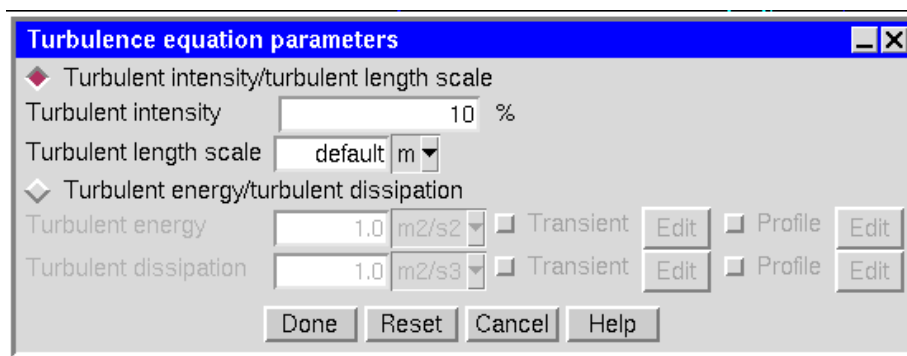 Turbulence equation parameters
Turbulent intensity/turbulent length scale
Turbulent intensity 10 %
Turbulent length scale default m
Turbulent energy/turbulent dissipation
Turbulent energy 1.0 m2/s2 Transient Edit Profile Edit
Turbulent dissipation 1.0 m2/s3 Transient Edit Profile Edit
Done Reset Cancel Help